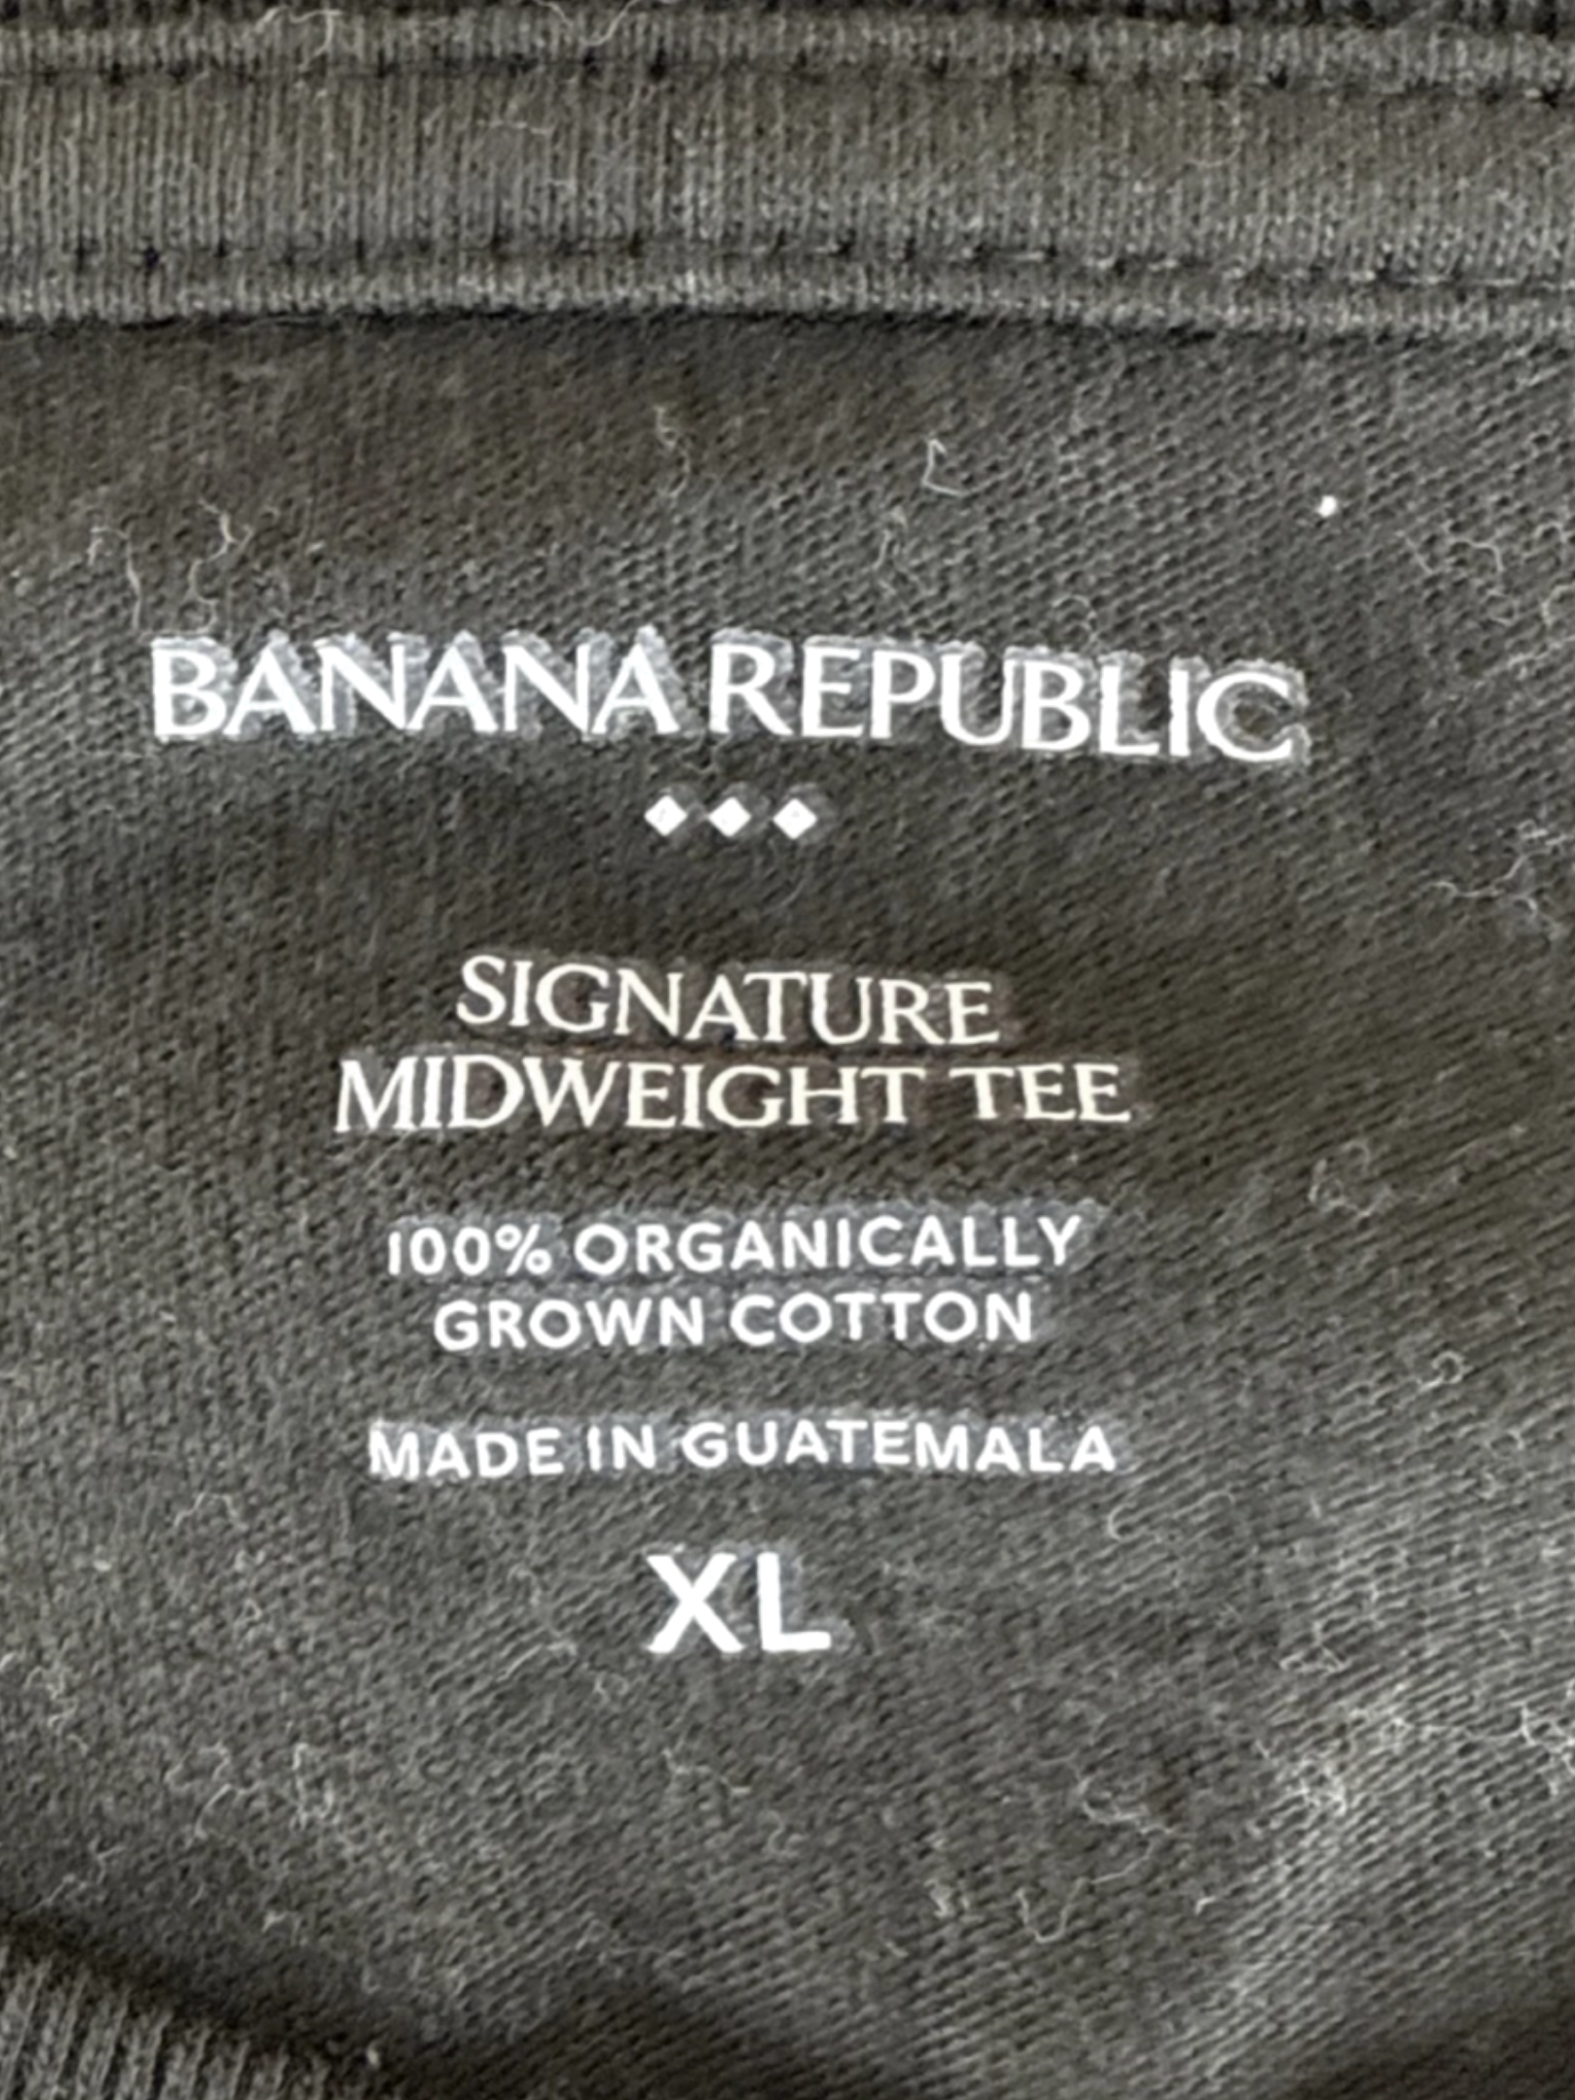 BANANA REPUBLIC
SIGNATURE
MIDWEIGHT TEE
100% ORGANICALLY
GROWN COTTON
MADE IN GUATEMALA
XL